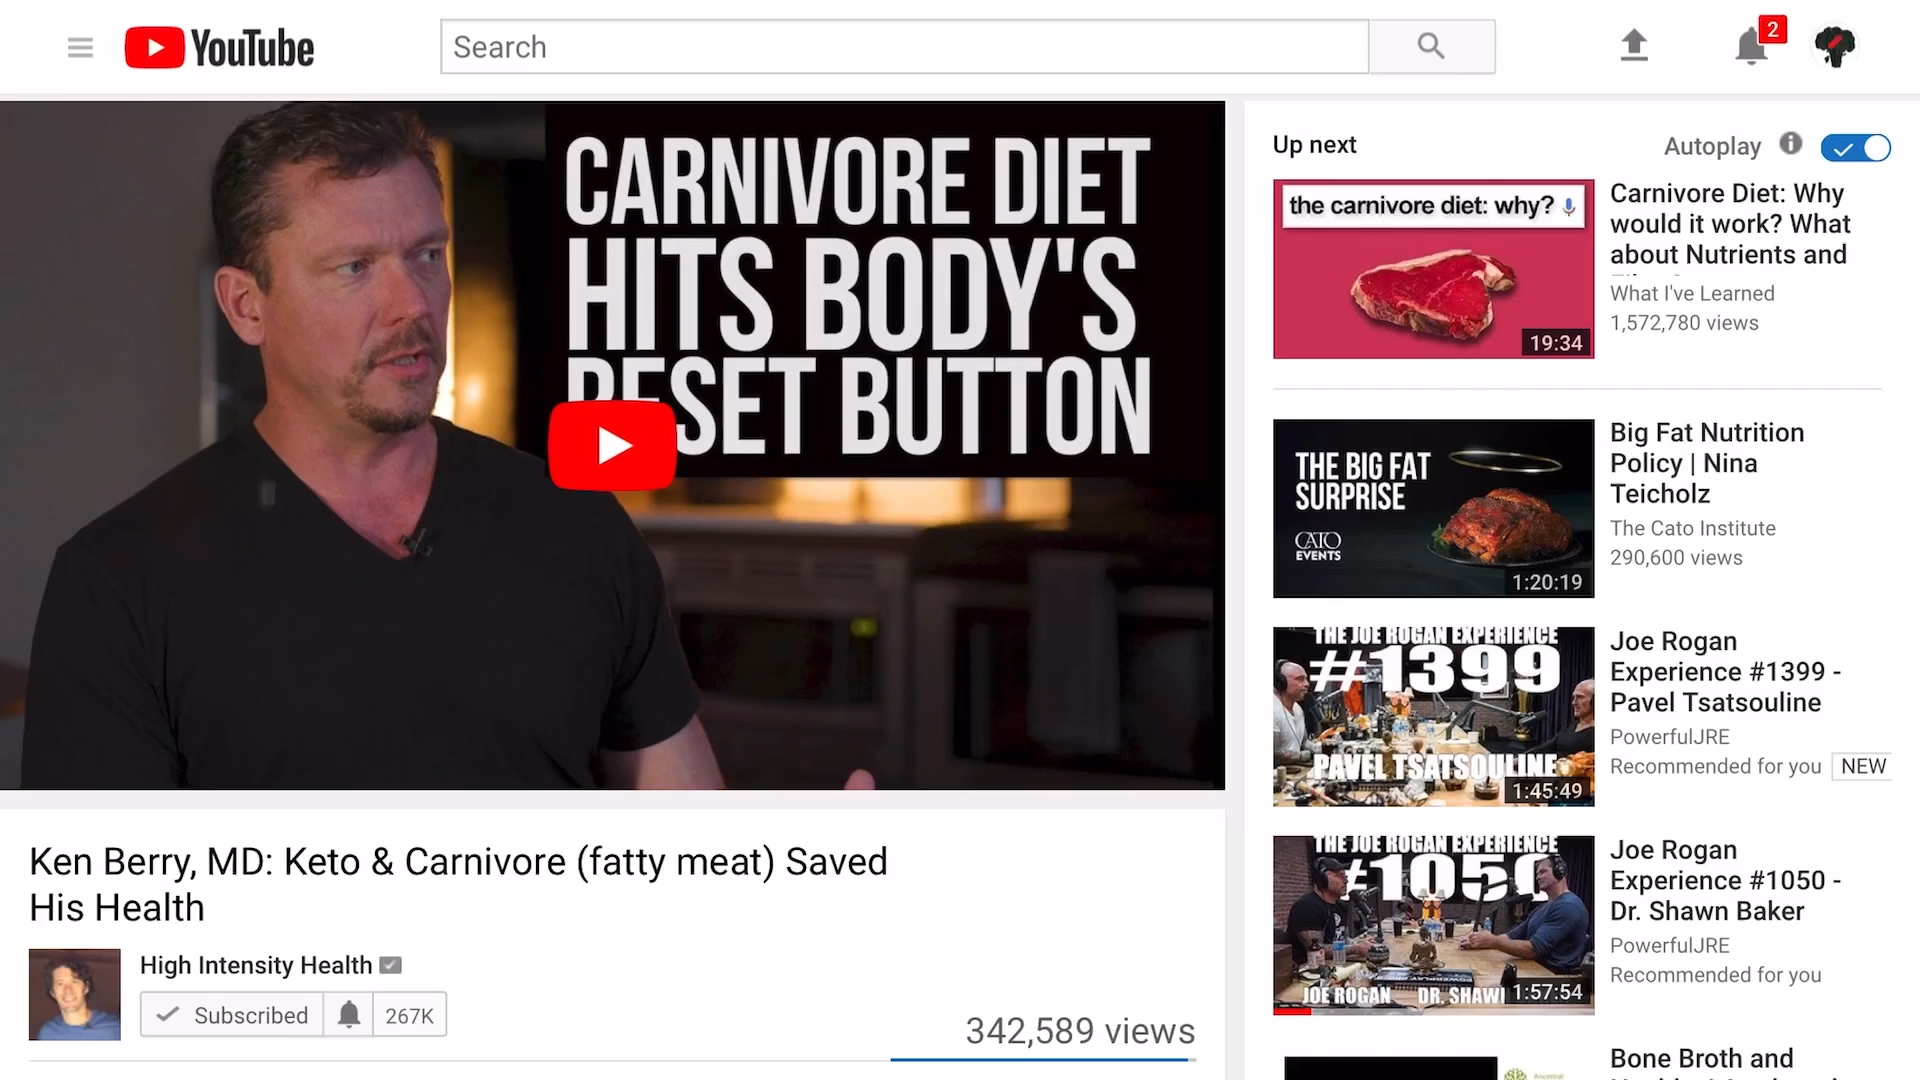 YouTube
Search
2
CARNIVORE DIET
HITS BODY'S
RESET BUTTON
Ken Berry, MD: Keto & Carnivore (fatty meat) Saved
His Health
High Intensity Health
Subscribed
267K
342,589 views
Up next
Autoplay
the carnivore diet: why?
19:34
Carnivore Diet: Why
would it work? What
about Nutrients and
What I've Learned
1,572,780 views
THE BIG FAT
SURPRISE
CATO
EVENTS
1:20:19
Big Fat Nutrition
Policy | Nina
Teicholz
The Cato Institute
290,600 views
THE JOE ROGAN EXPERIENCE
#1399
PAVEL TSATSOULINE
1:45:49
Joe Rogan
Experience #1399 -
Pavel Tsatsouline
PowerfulJRE
Recommended for you
NEW
THE JOE ROGAN EXPERIENCE
#1050
JOE ROGAN
DR. SHAWN
1:57:54
Joe Rogan
Experience #1050 -
Dr. Shawn Baker
PowerfulJRE
Recommended for you
Ancestral
Bone Broth and